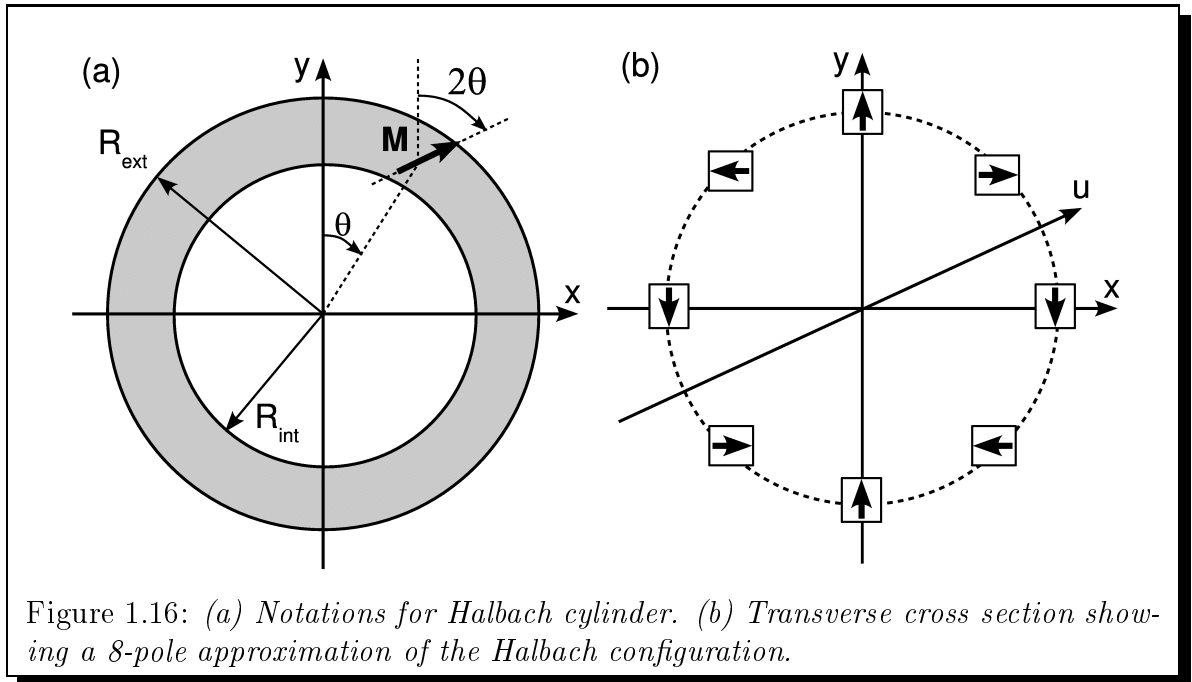 (a)
y
2θ
M
R_ext
θ
x
R_int
(b)
y
u
x
Figure 1.16: (a) Notations for Halbach cylinder. (b) Transverse cross section show-
ing a 8-pole approximation of the Halbach configuration.